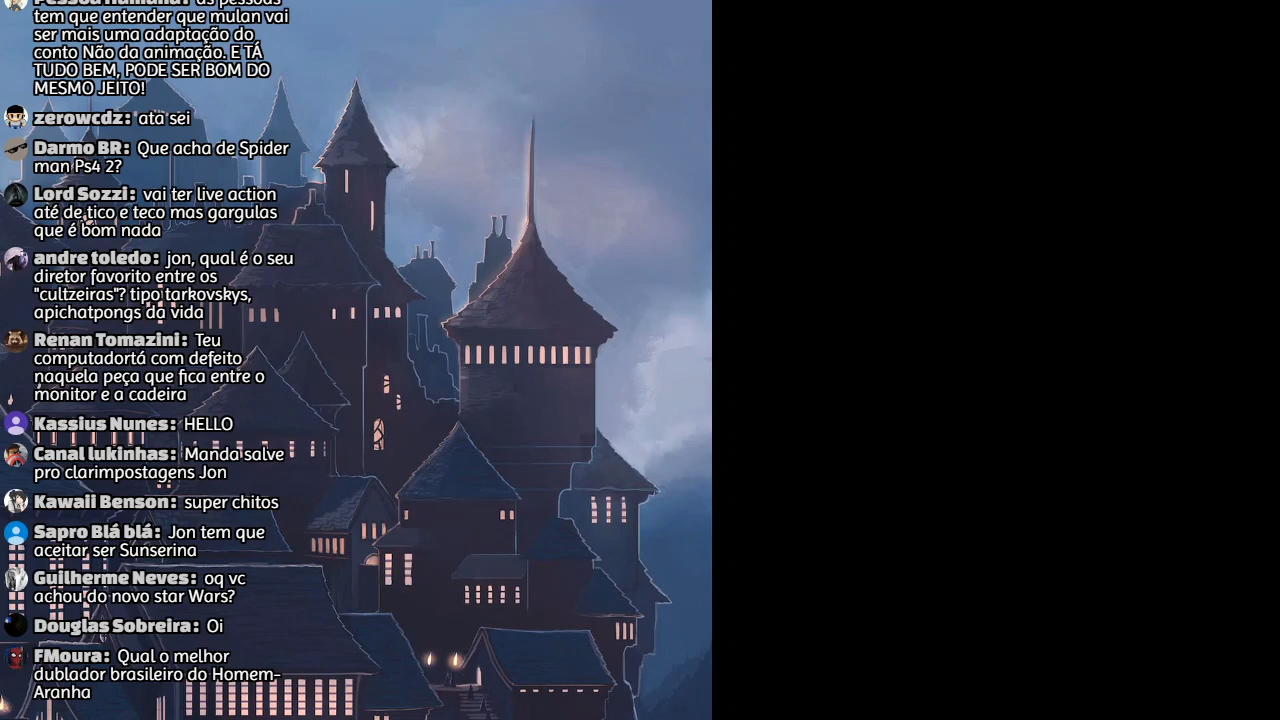 Pessoa Humana: as pessoas
tem que entender que mulan vai
ser mais uma adaptação do
conto Não da animação. E TÁ
TUDO BEM, PODE SER BOM DO
MESMO JEITO!
zerowcdz: ata sei
Darmo BR: Que acha de Spider
man Ps4 2?
Lord Sozzi: vai ter live action
até de tico e teco mas gargulas
que é bom nada
andre toledo: jon, qual é o seu
diretor favorito entre os
"cultzeiras"? tipo tarkovskys,
apichatpongs da vida
Renan Tomazini: Teu
computadortá com defeito
naquela peça que fica entre o
monitor e a cadeira
Kassius Nunes: HELLO
Canal lukinhas: Manda salve
pro clarimpostagens Jon
Kawaii Benson: super chitos
Sapro Blá blá: Jon tem que
aceitar ser Sunserina
Guilherme Neves: oq vc
achou do novo star Wars?
Douglas Sobreira: Oi
FMoura: Qual o melhor
dublador brasileiro do Homem-
Aranha